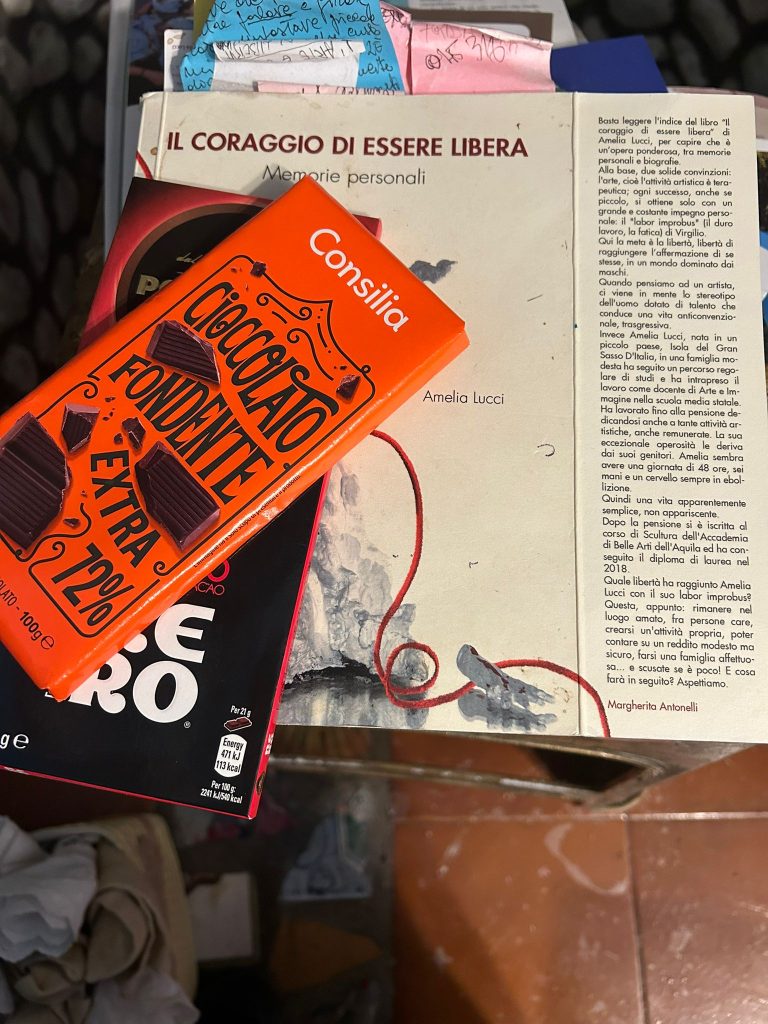 IL CORAGGIO DI ESSERE LIBERA
Memorie personali
Amelia Lucci
Consilia
CIOCCOLATO
FONDENTE
EXTRA
72%
100g e
CACAO
RO
®
g e
Per 21 g
Energy
471 kJ
113 kcal
Per 100 g:
2241 kJ/540 kcal
Basta leggere l'indice del libro "Il
coraggio di essere libera" di
Amelia Lucci, per capire che è
un'opera ponderosa, tra memorie
personali e biografie.
Alla base, due solide convinzioni:
l'arte, cioè l'attività artistica è tera-
peutica; ogni successo, anche se
piccolo, si ottiene solo con un
grande e costante impegno perso-
nale: il "labor improbus" (il duro
lavoro, la fatica) di Virgilio.
Qui la meta è la libertà, libertà di
raggiungere l'affermazione di se
stesse, in un mondo dominato dai
maschi.
Quando pensiamo ad un artista,
ci viene in mente lo stereotipo
dell'uomo dotato di talento che
conduce una vita anticonvenzio-
nale, trasgressiva.
Invece Amelia Lucci, nata in un
piccolo paese, Isola del Gran
Sasso D'Italia, in una famiglia mo-
desta ha seguito un percorso rego-
lare di studi e ha intrapreso il
lavoro come docente di Arte e Im-
magine nella scuola media statale.
Ha lavorato fino alla pensione de-
dicandosi anche a tante attività ar-
tistiche, anche remunerate. La sua
eccezionale operosità le deriva
dai suoi genitori. Amelia sembra
avere una giornata di 48 ore, sei
mani e un cervello sempre in ebol-
lizione.
Quindi una vita apparentemente
semplice, non appariscente.
Dopo la pensione si è iscritta al
corso di Scultura dell'Accademia
di Belle Arti dell'Aquila ed ha con-
seguito il diploma di laurea nel
2018.
Quale libertà ha raggiunto Amelia
Lucci con il suo labor improbus?
Questa, appunto: rimanere nel
luogo amato, fra persone care,
crearsi un'attività propria, poter
contare su un reddito modesto ma
sicuro, farsi una famiglia affettuo-
sa... e scusate se è poco! E cosa
farà in seguito? Aspettiamo.
Margherita Antonelli